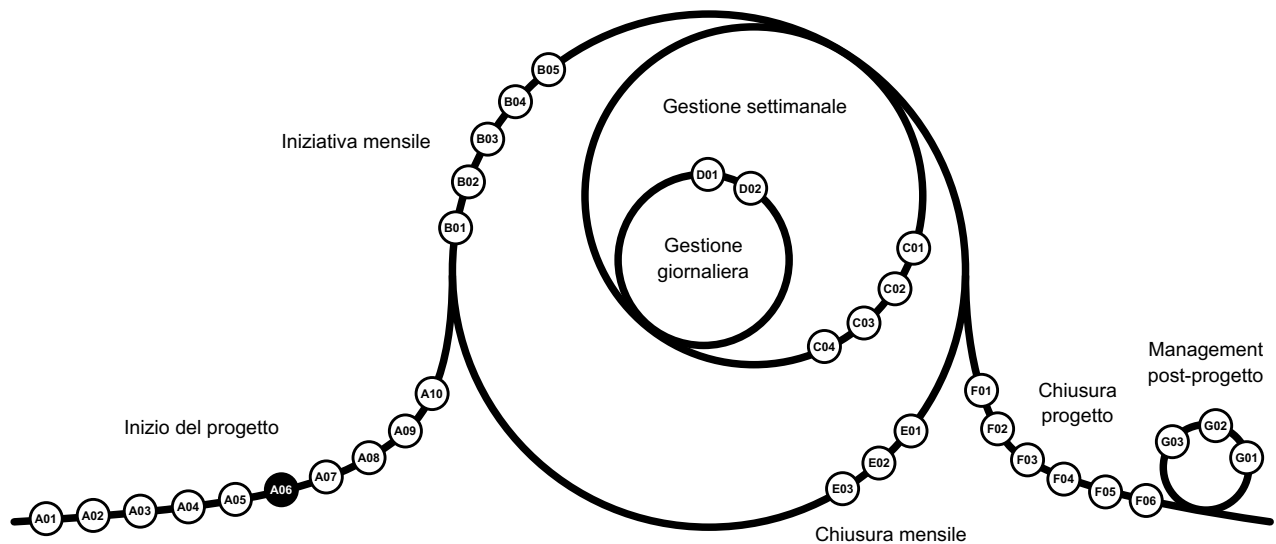 Inizio del progetto
A01
A02
A03
A04
A05
A06
A07
A08
A09
A10
Iniziativa mensile
B01
B02
B03
B04
B05
Gestione settimanale
C01
C02
C03
C04
Gestione
giornaliera
D01
D02
Chiusura mensile
E01
E02
E03
Chiusura
progetto
F01
F02
F03
F04
F05
F06
Management
post-progetto
G01
G02
G03